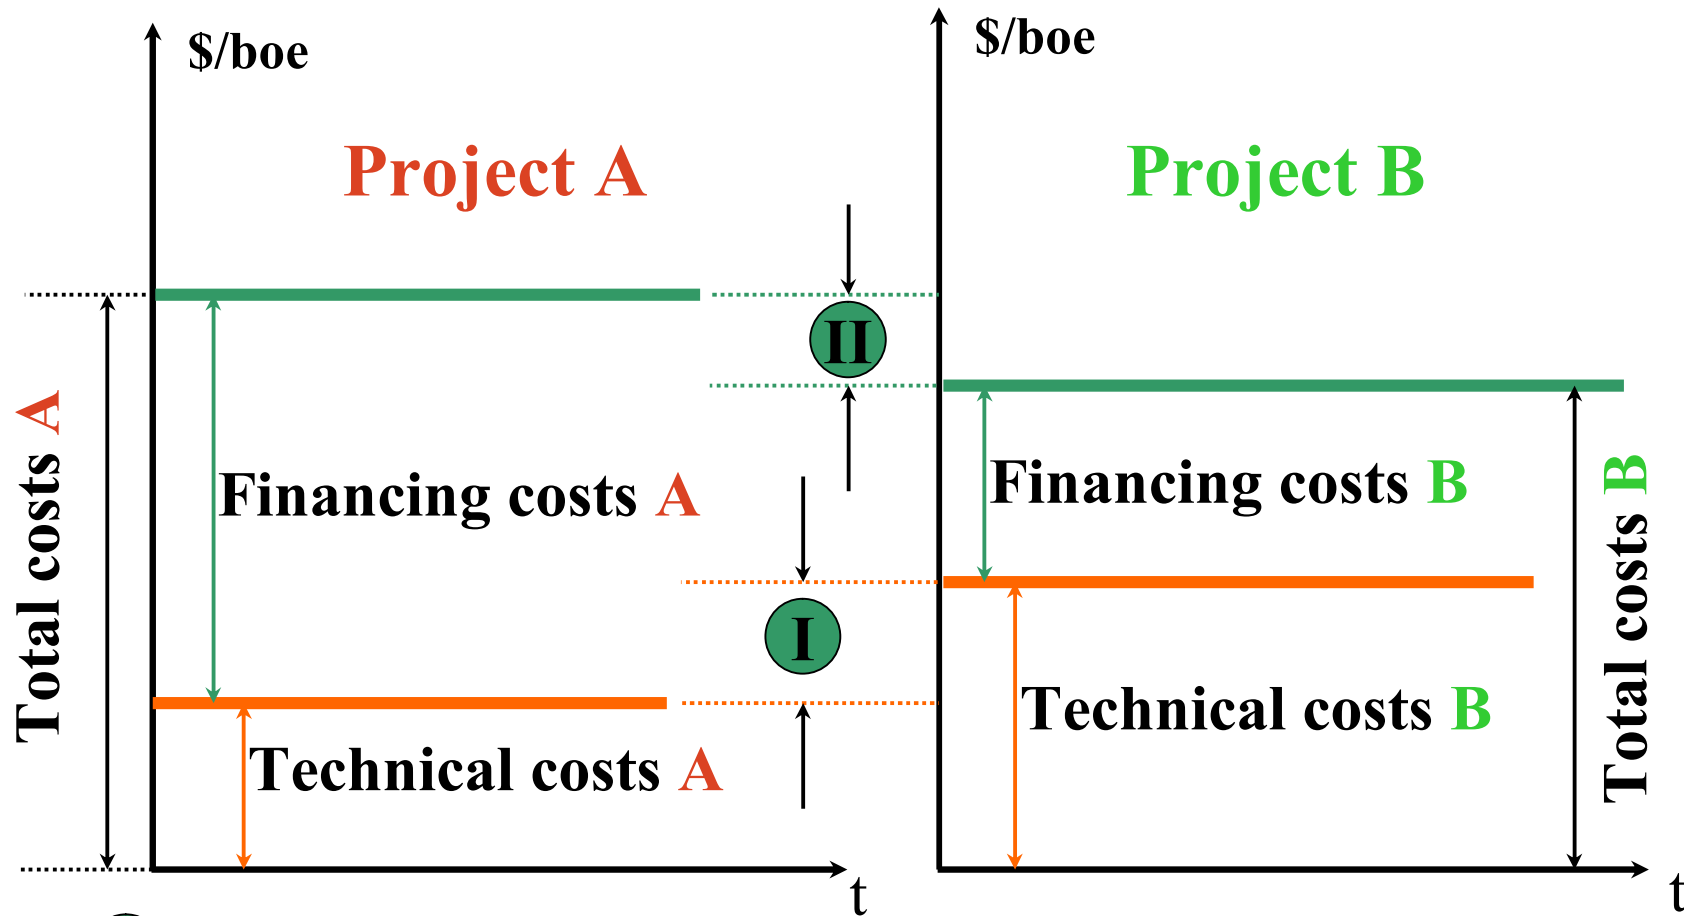 $/boe
$/boe
Project A
Project B
II
Total costs A
Financing costs A
Financing costs B
Total costs B
I
Technical costs B
Technical costs A
t
t